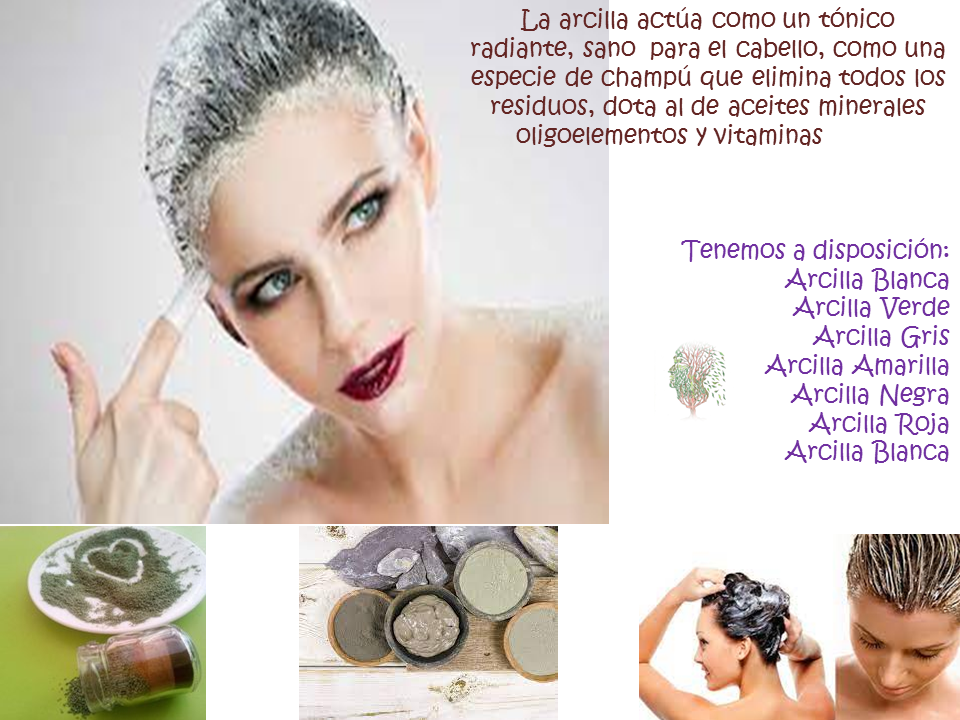 La arcilla actúa como un tónico
radiante, sano para el cabello, como una
especie de champú que elimina todos los
residuos, dota al de aceites minerales
oligoelementos y vitaminas
Tenemos a disposición:
Arcilla Blanca
Arcilla Verde
Arcilla Gris
Arcilla Amarilla
Arcilla Negra
Arcilla Roja
Arcilla Blanca